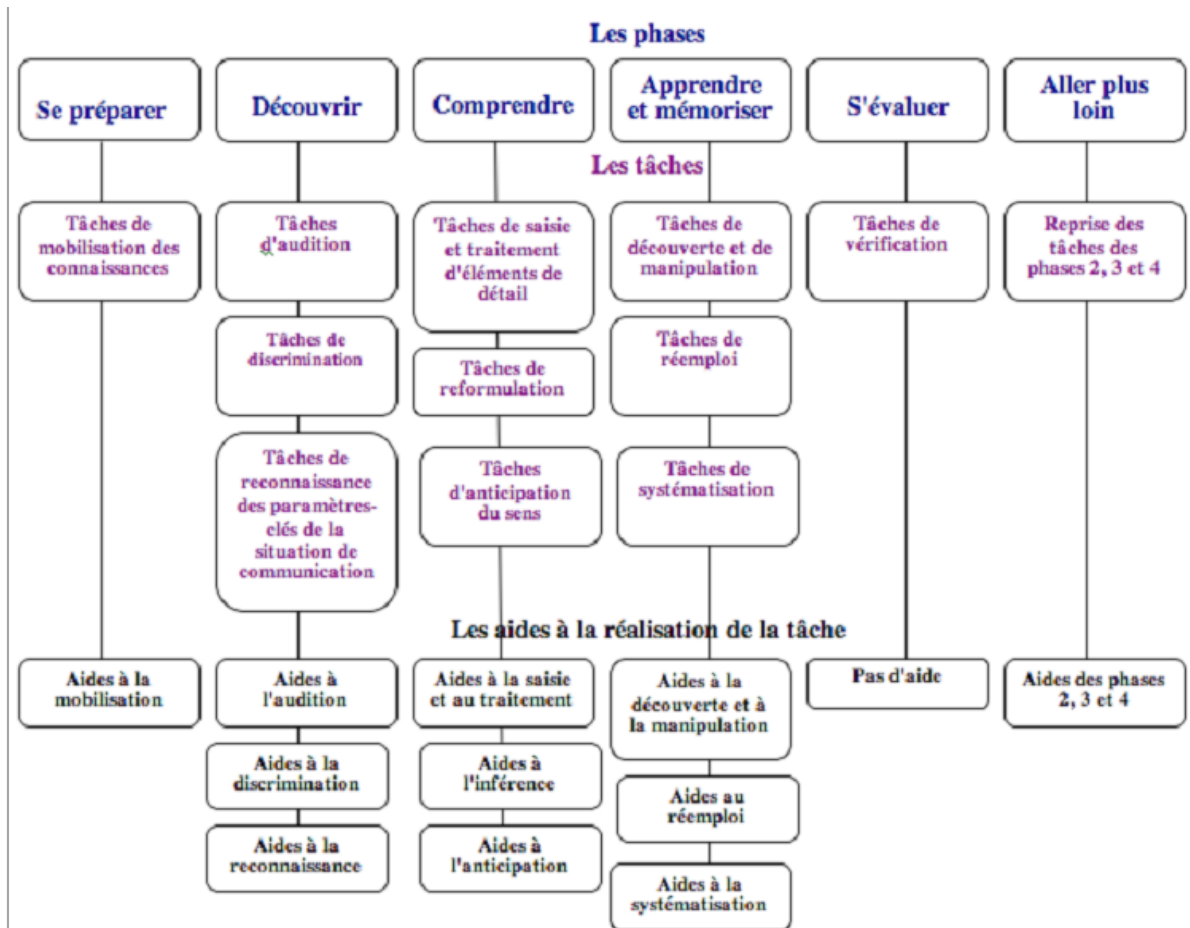 Les phases
Se préparer
Découvrir
Comprendre
Apprendre
et mémoriser
S'évaluer
Aller plus
loin
Les tâches
Tâches de
mobilisation des
connaissances
Tâches
d'audition
Tâches de saisie
et traitement
d'éléments de
détail
Tâches de
découverte et de
manipulation
Tâches de
vérification
Reprise des
tâches des
phases 2, 3 et 4
Tâches de
discrimination
Tâches de
reformulation
Tâches de
réemploi
Tâches de
reconnaissance
des paramètres-
clés de la
situation de
communication
Tâches
d'anticipation
du sens
Tâches de
systématisation
Les aides à la réalisation de la tâche
Aides à la
mobilisation
Aides à
l'audition
Aides à la saisie
et au traitement
Aides à la
découverte et à
la manipulation
Pas d'aide
Aides des phases
2, 3 et 4
Aides à la
discrimination
Aides à
l'inférence
Aides au
réemploi
Aides à la
reconnaissance
Aides à
l'anticipation
Aides à la
systématisation